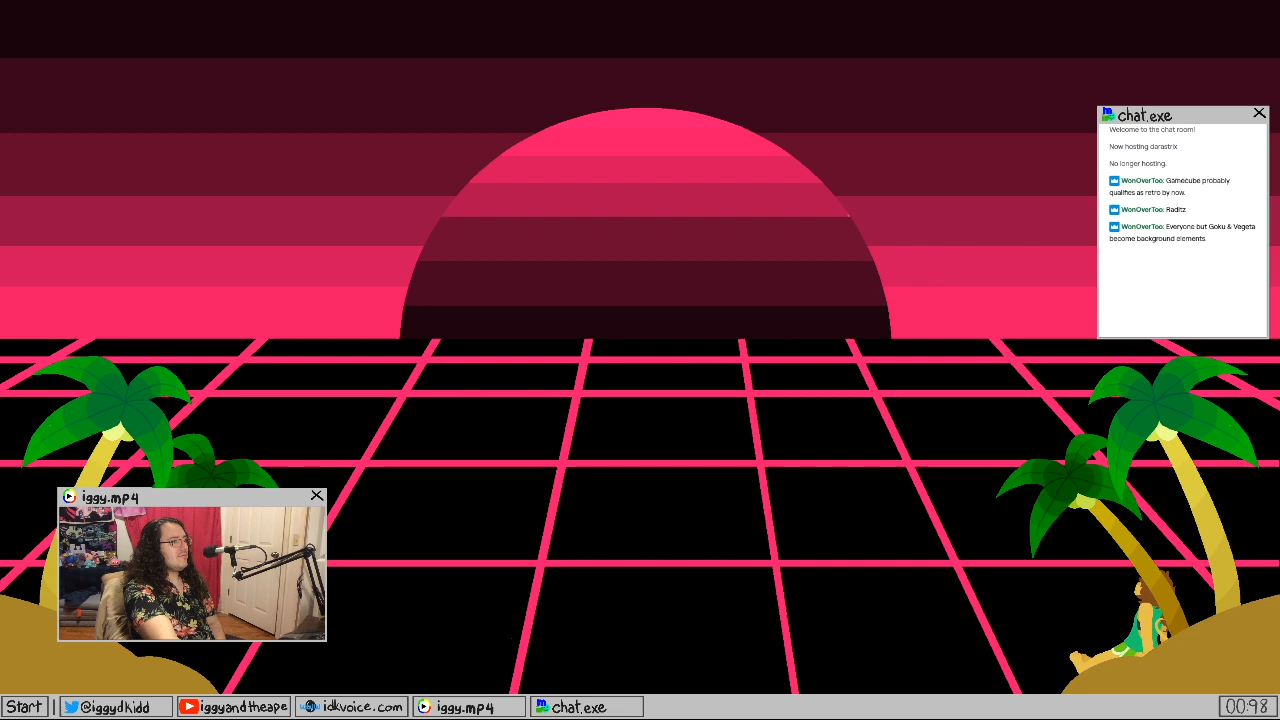 chat.exe
Welcome to the chat room!
Now hosting darastrix
No longer hosting.
WonOverToo: Gamecube probably
qualifies as retro by now.
WonOverToo: Raditz
WonOverToo: Everyone but Goku & Vegeta
become background elements.
iggy.mp4
Start | @iggydkidd iggyandtheape idkvoice.com iggy.mp4 chat.exe 00:98